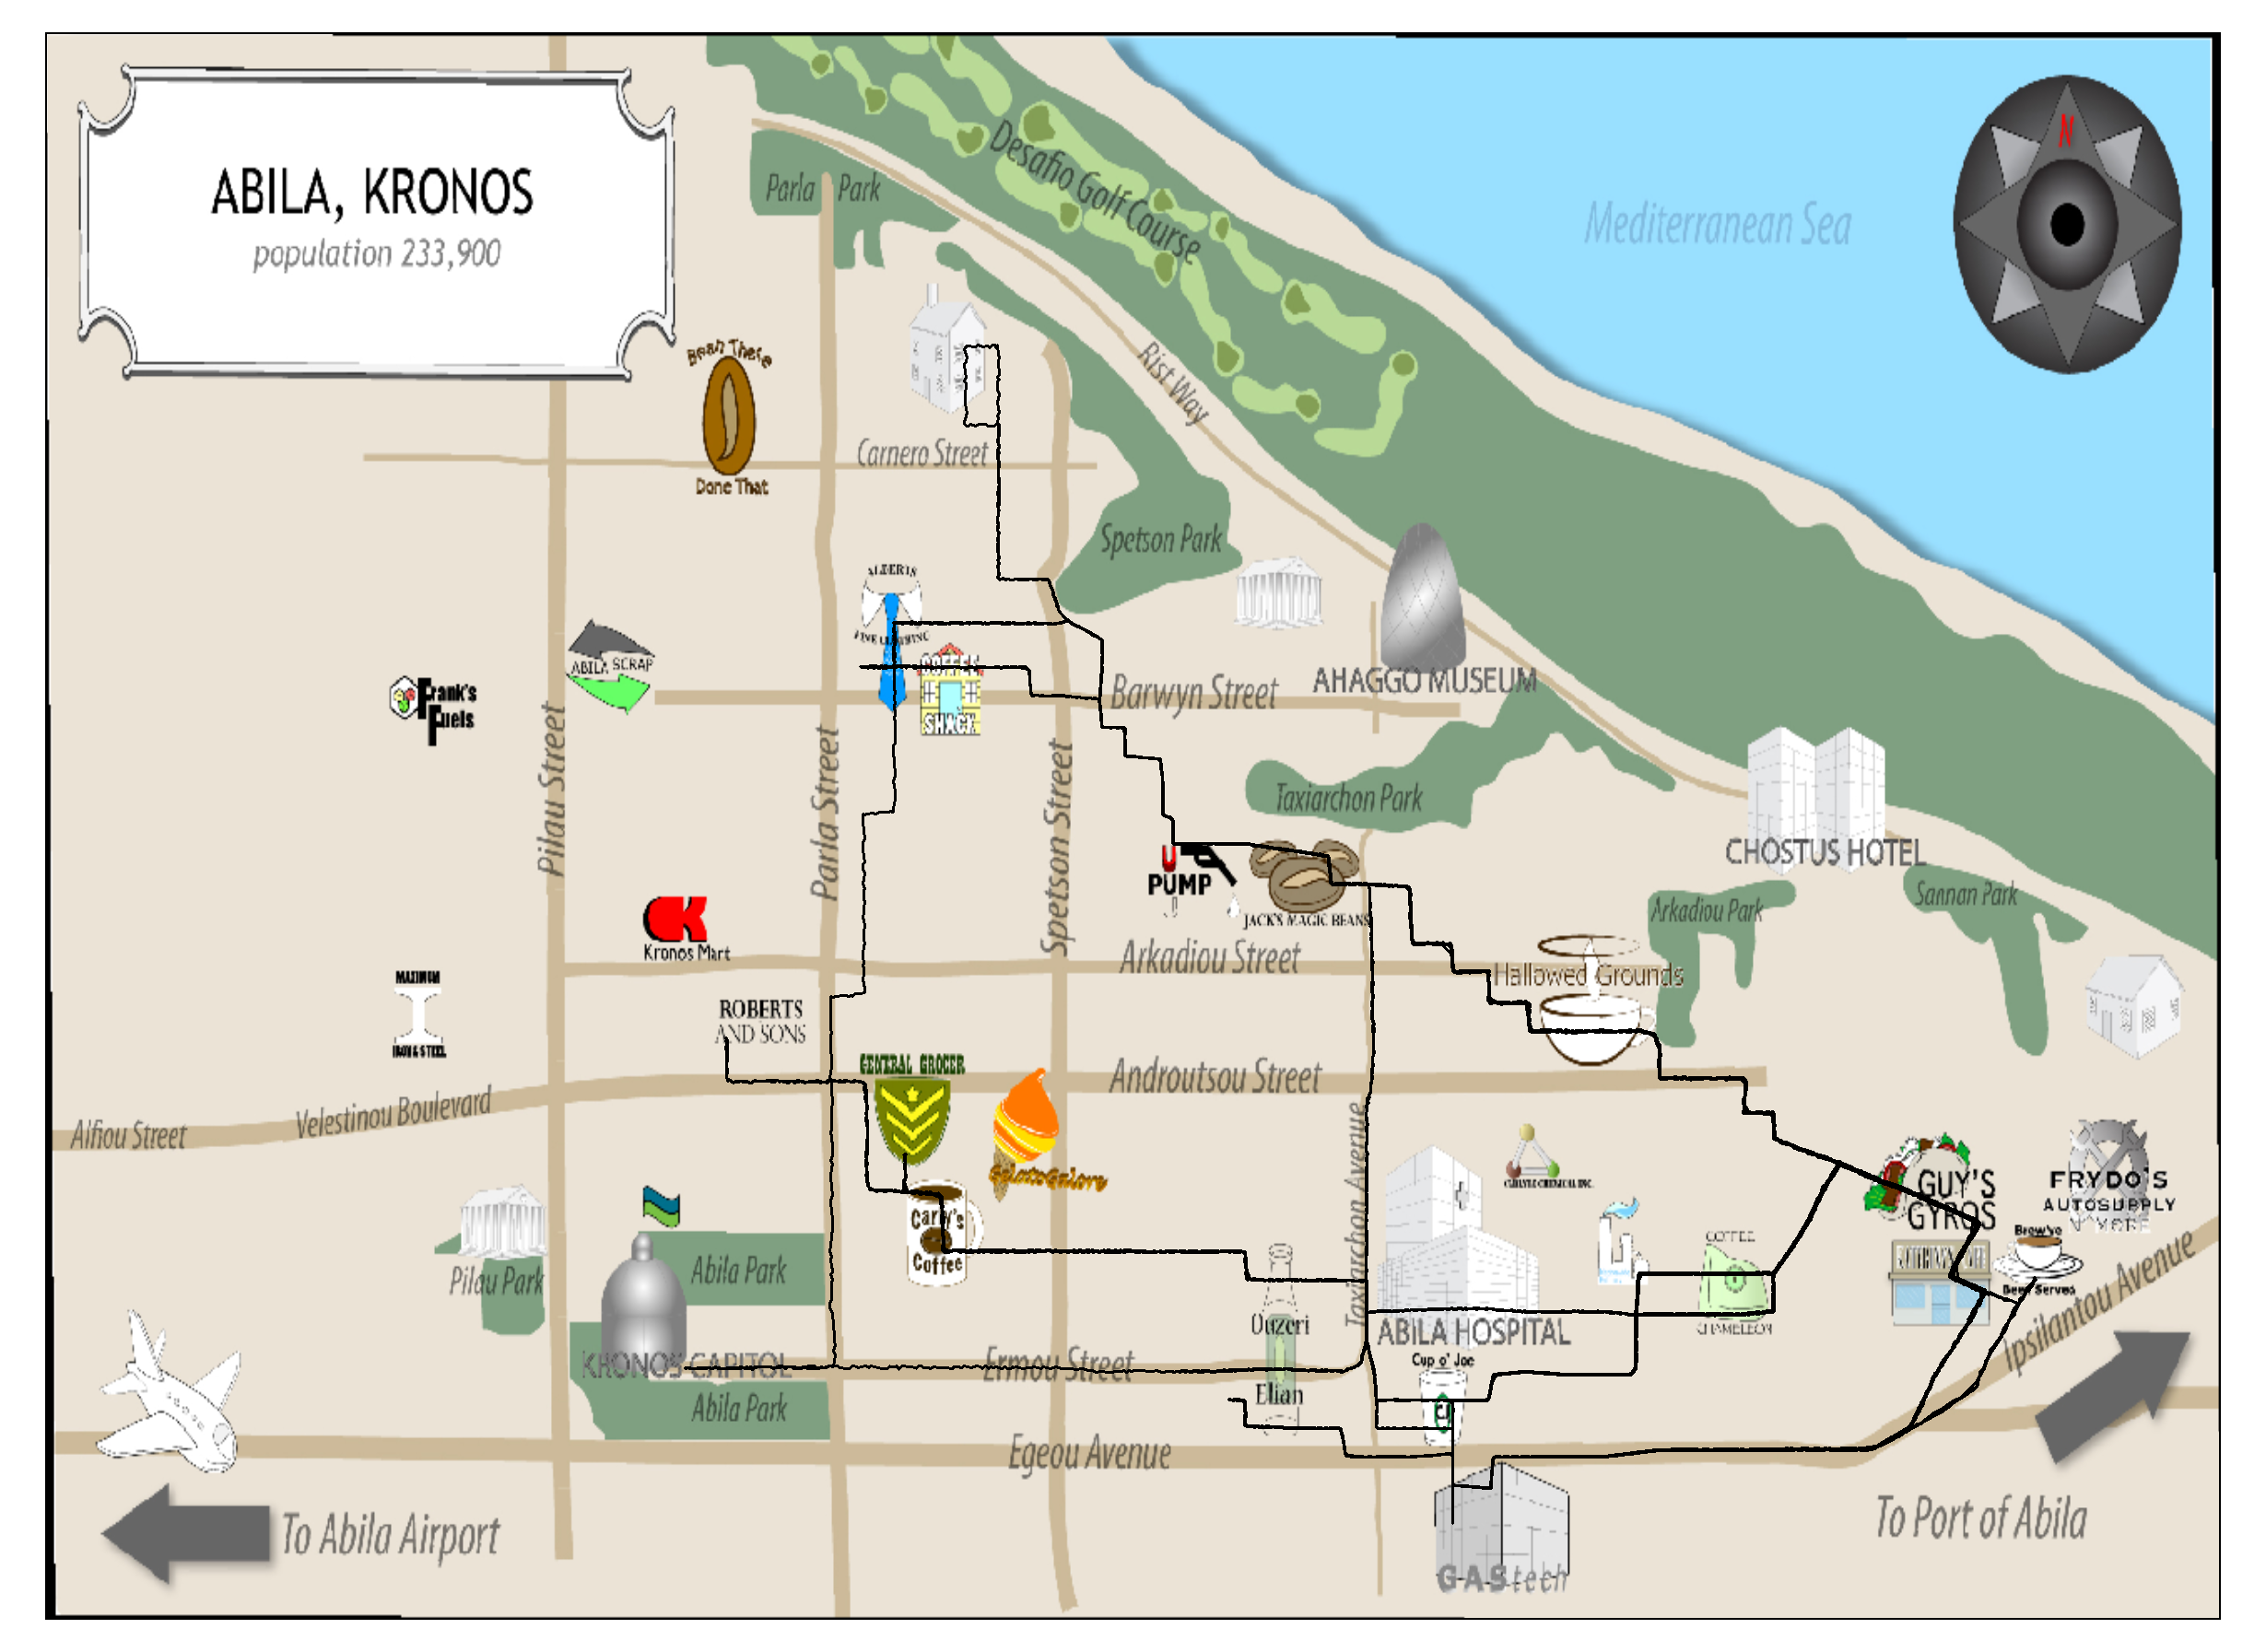 ABILA, KRONOS
population 233,900
N
Mediterranean Sea
Desafio Golf Course
Parla Park
Rist Way
Bean There
Done That
Carnero Street
Spetson Park
ALBERTS
FINE CLOTHING
ABILA SCRAP
Frank's
Fuels
COFFEE
SHACK
Barwyn Street
AHAGGO MUSEUM
Pilau Street
Parla Street
Spetson Street
Taxiarchon Park
CHOSTUS HOTEL
U
PUMP
JACK'S MAGIC BEANS
Arkadiou Park
Sannan Park
Kronos Mart
Arkadiou Street
Hallowed Grounds
MAXIMUM
IRON & STEEL
ROBERTS
AND SONS
GENERAL GROCER
Androutsou Street
Alfiou Street
Velestinou Boulevard
Taxiarchon Avenue
GelatoGalore
GUY'S
GYROS
FRYDO'S
AUTOSUPPLY
Brew've
Been Served
Carly's
Coffee
Pilau Park
Abila Park
COFFEE
CHAMELEON
Ipsilantou Avenue
Ouzeri
Elian
ABILA HOSPITAL
KRONOS CAPITOL
Ermou Street
Cup o' Joe
CJ
Abila Park
Egeou Avenue
To Abila Airport
To Port of Abila
GAStech